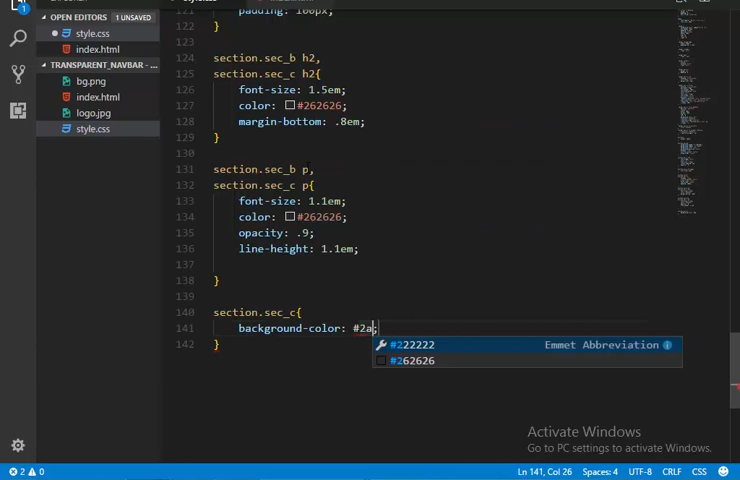 OPEN EDITORS 1 UNSAVED
style.css
index.html
TRANSPARENT_NAVBAR - ...
bg.png
index.html
logo.jpg
style.css
1
121 padding: 100px;
122 }
123
124 section.sec_b h2,
125 section.sec_c h2{
126 font-size: 1.5em;
127 color: #262626;
128 margin-bottom: .8em;
129 }
130
131 section.sec_b p,
132 section.sec_c p{
133 font-size: 1.1em;
134 color: #262626;
135 opacity: .9;
136 line-height: 1.1em;
137
138 }
139
140 section.sec_c{
141 background-color: #2a;
142 }
#222222 Emmet Abbreviation
#262626
Activate Windows
Go to PC settings to activate Windows.
2 0 Ln 141, Col 26 Spaces: 4 UTF-8 CRLF CSS